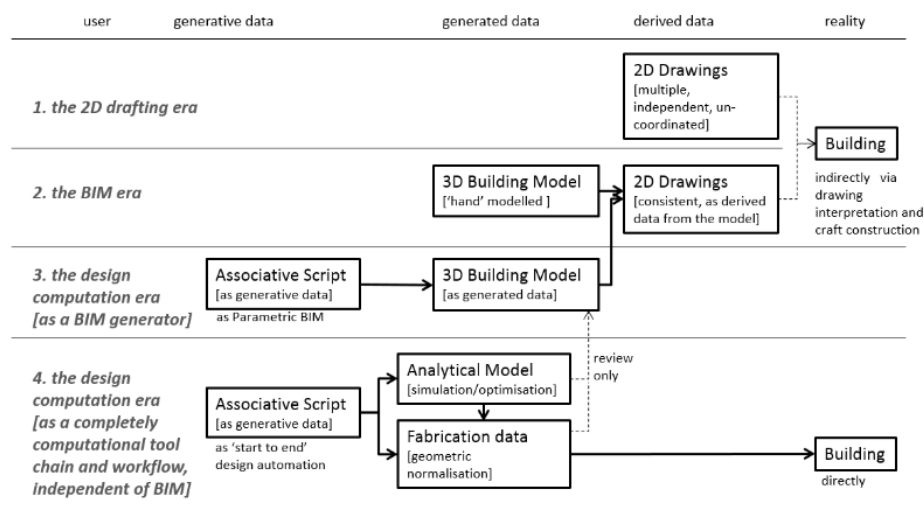 user
generative data
generated data
derived data
reality
1. the 2D drafting era
2D Drawings
[multiple,
independent, un-
coordinated]
Building
indirectly via
drawing
interpretation and
craft construction
2. the BIM era
3D Building Model
['hand' modelled ]
2D Drawings
[consistent, as derived
data from the model]
3. the design
computation era
[as a BIM generator]
Associative Script
[as generative data]
as Parametric BIM
3D Building Model
[as generated data]
4. the design
computation era
[as a completely
computational tool
chain and workflow,
independent of BIM]
Associative Script
[as generative data]
as 'start to end'
design automation
Analytical Model
[simulation/optimisation]
review
only
Fabrication data
[geometric
normalisation]
Building
directly